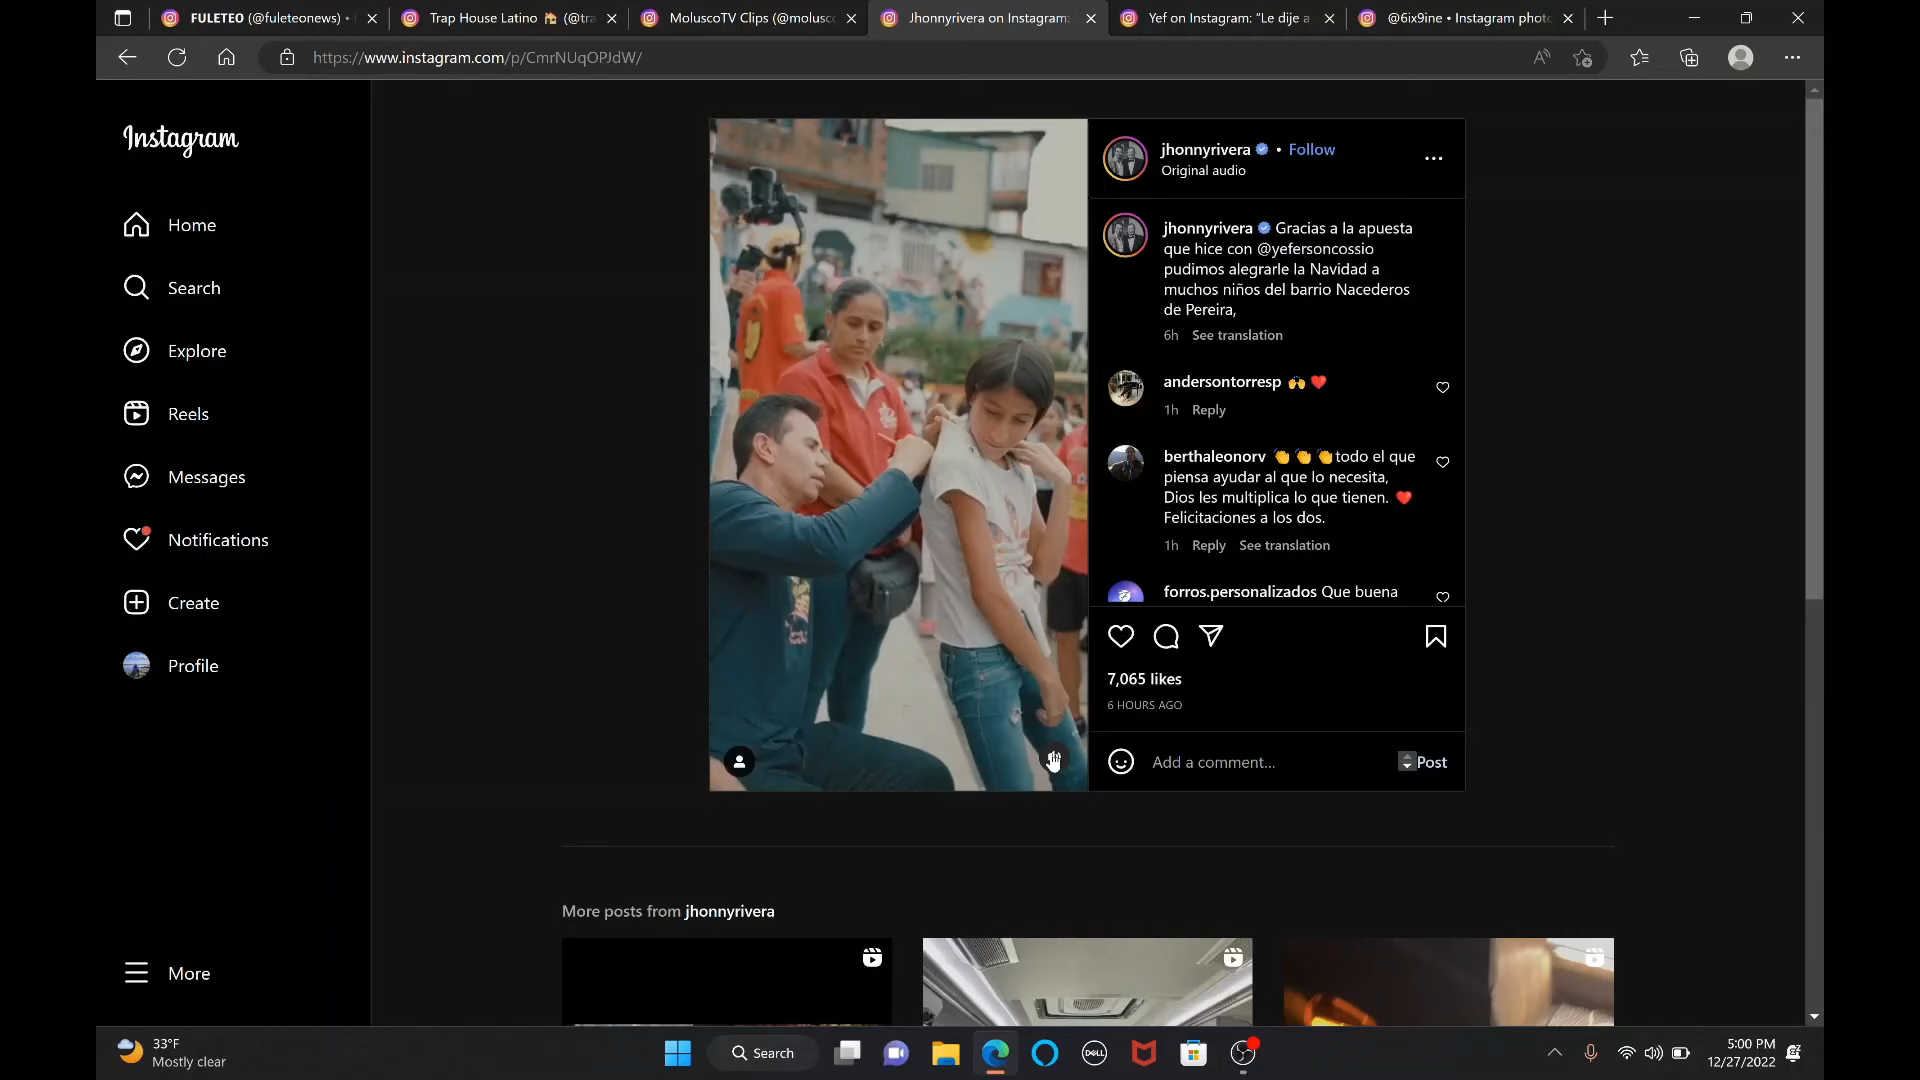 FULETEO (@fuleteonews) •
Trap House Latino 🏠 (@tra
MoluscoTV Clips (@molusc
Jhonnyrivera on Instagram:
Yef on Instagram: "Le dije a
@6ix9ine • Instagram phot
https://www.instagram.com/p/CmrNUqOPJdW/
Instagram
Home
Search
Explore
Reels
Messages
Notifications
Create
Profile
More
jhonnyrivera • Follow
Original audio
jhonnyrivera Gracias a la apuesta
que hice con @yefersoncossio
pudimos alegrarle la Navidad a
muchos niños del barrio Nacederos
de Pereira,
6h See translation
andersontorresp 🙌 ❤️
1h Reply
berthaleonorv 👏 👏 👏todo el que
piensa ayudar al que lo necesita,
Dios les multiplica lo que tienen. ❤️
Felicitaciones a los dos.
1h Reply See translation
forros.personalizados Que buena
7,065 likes
6 HOURS AGO
Add a comment...
Post
More posts from jhonnyrivera
33°F
Mostly clear
Search
DELL
5:00 PM
12/27/2022